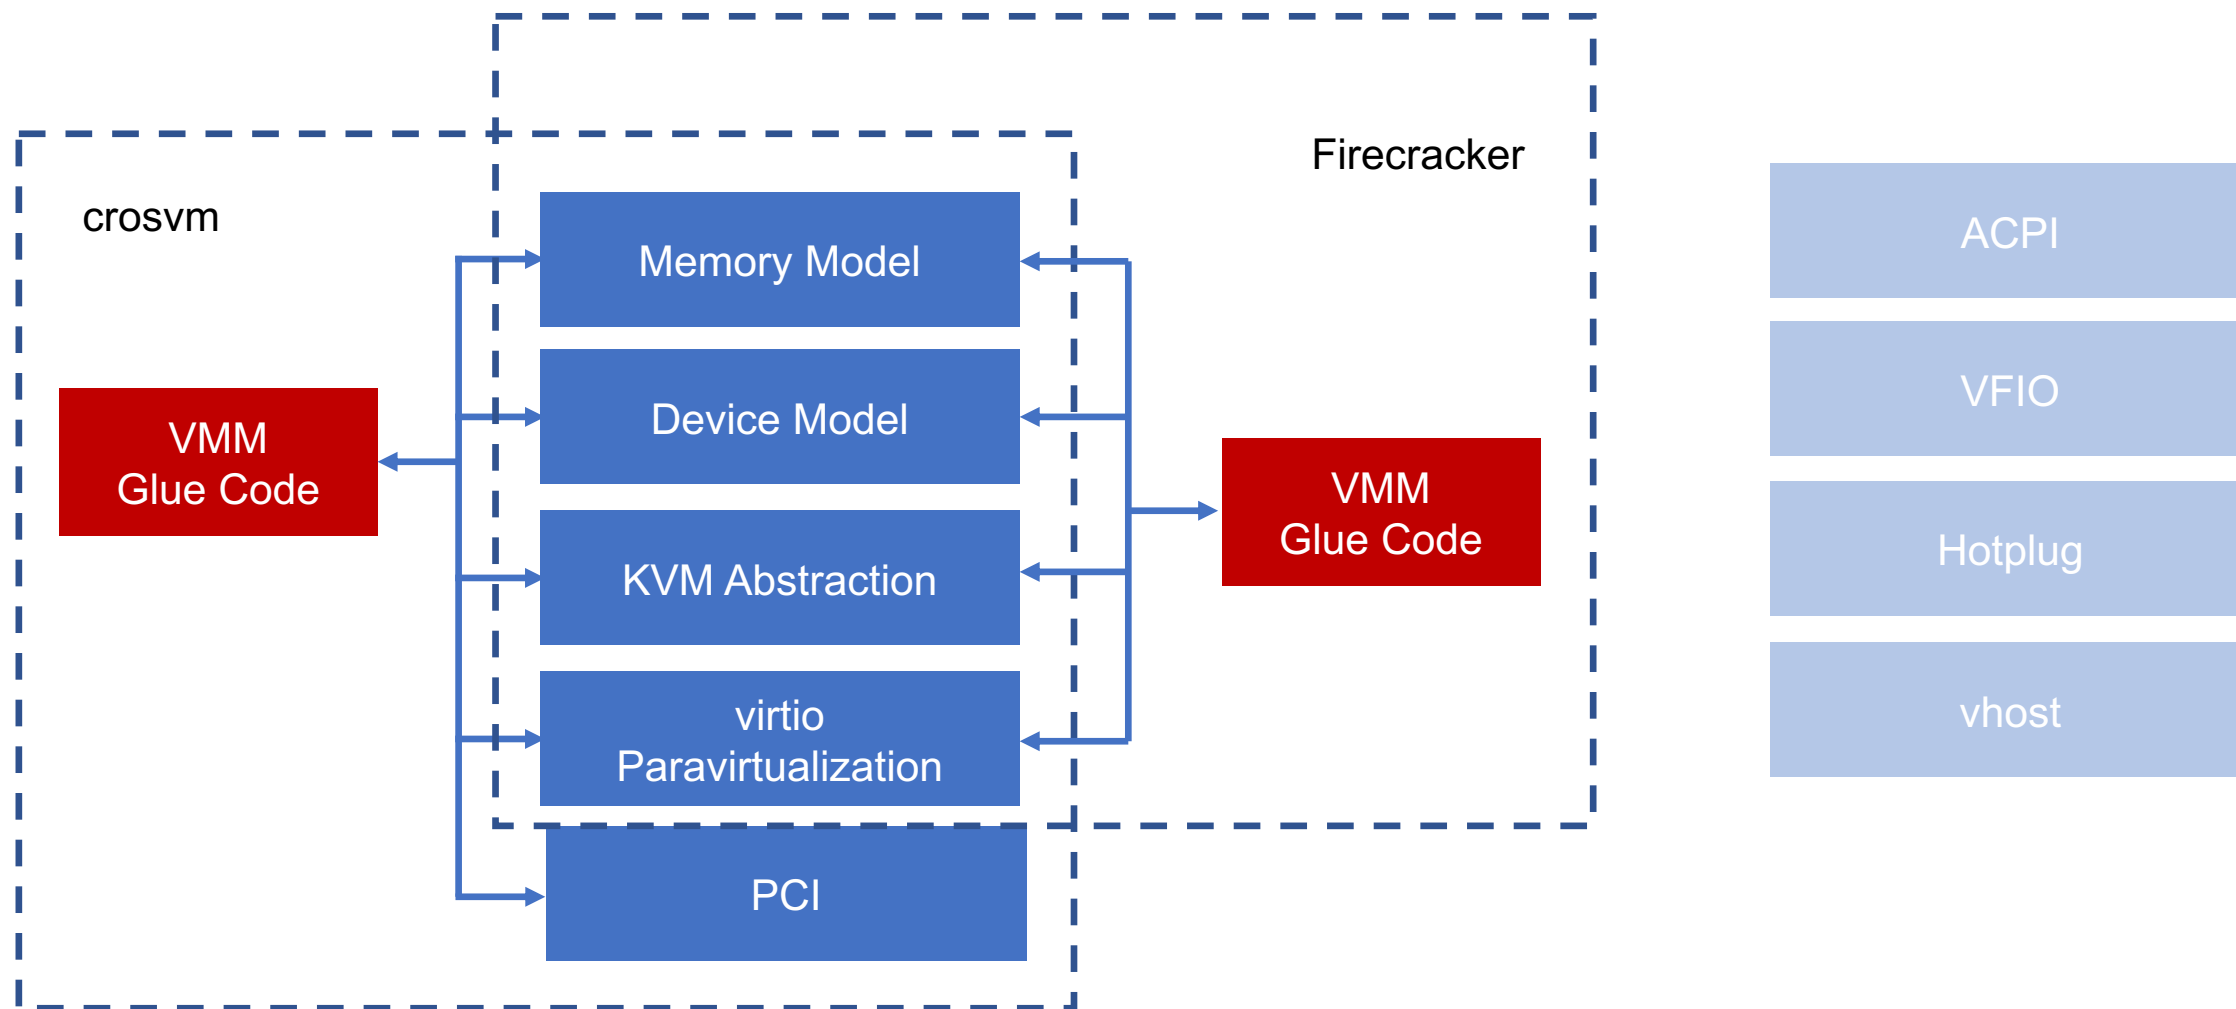 Firecracker
crosvm
Memory Model
Device Model
KVM Abstraction
virtio
Paravirtualization
PCI
VMM
Glue Code
VMM
Glue Code
ACPI
VFIO
Hotplug
vhost